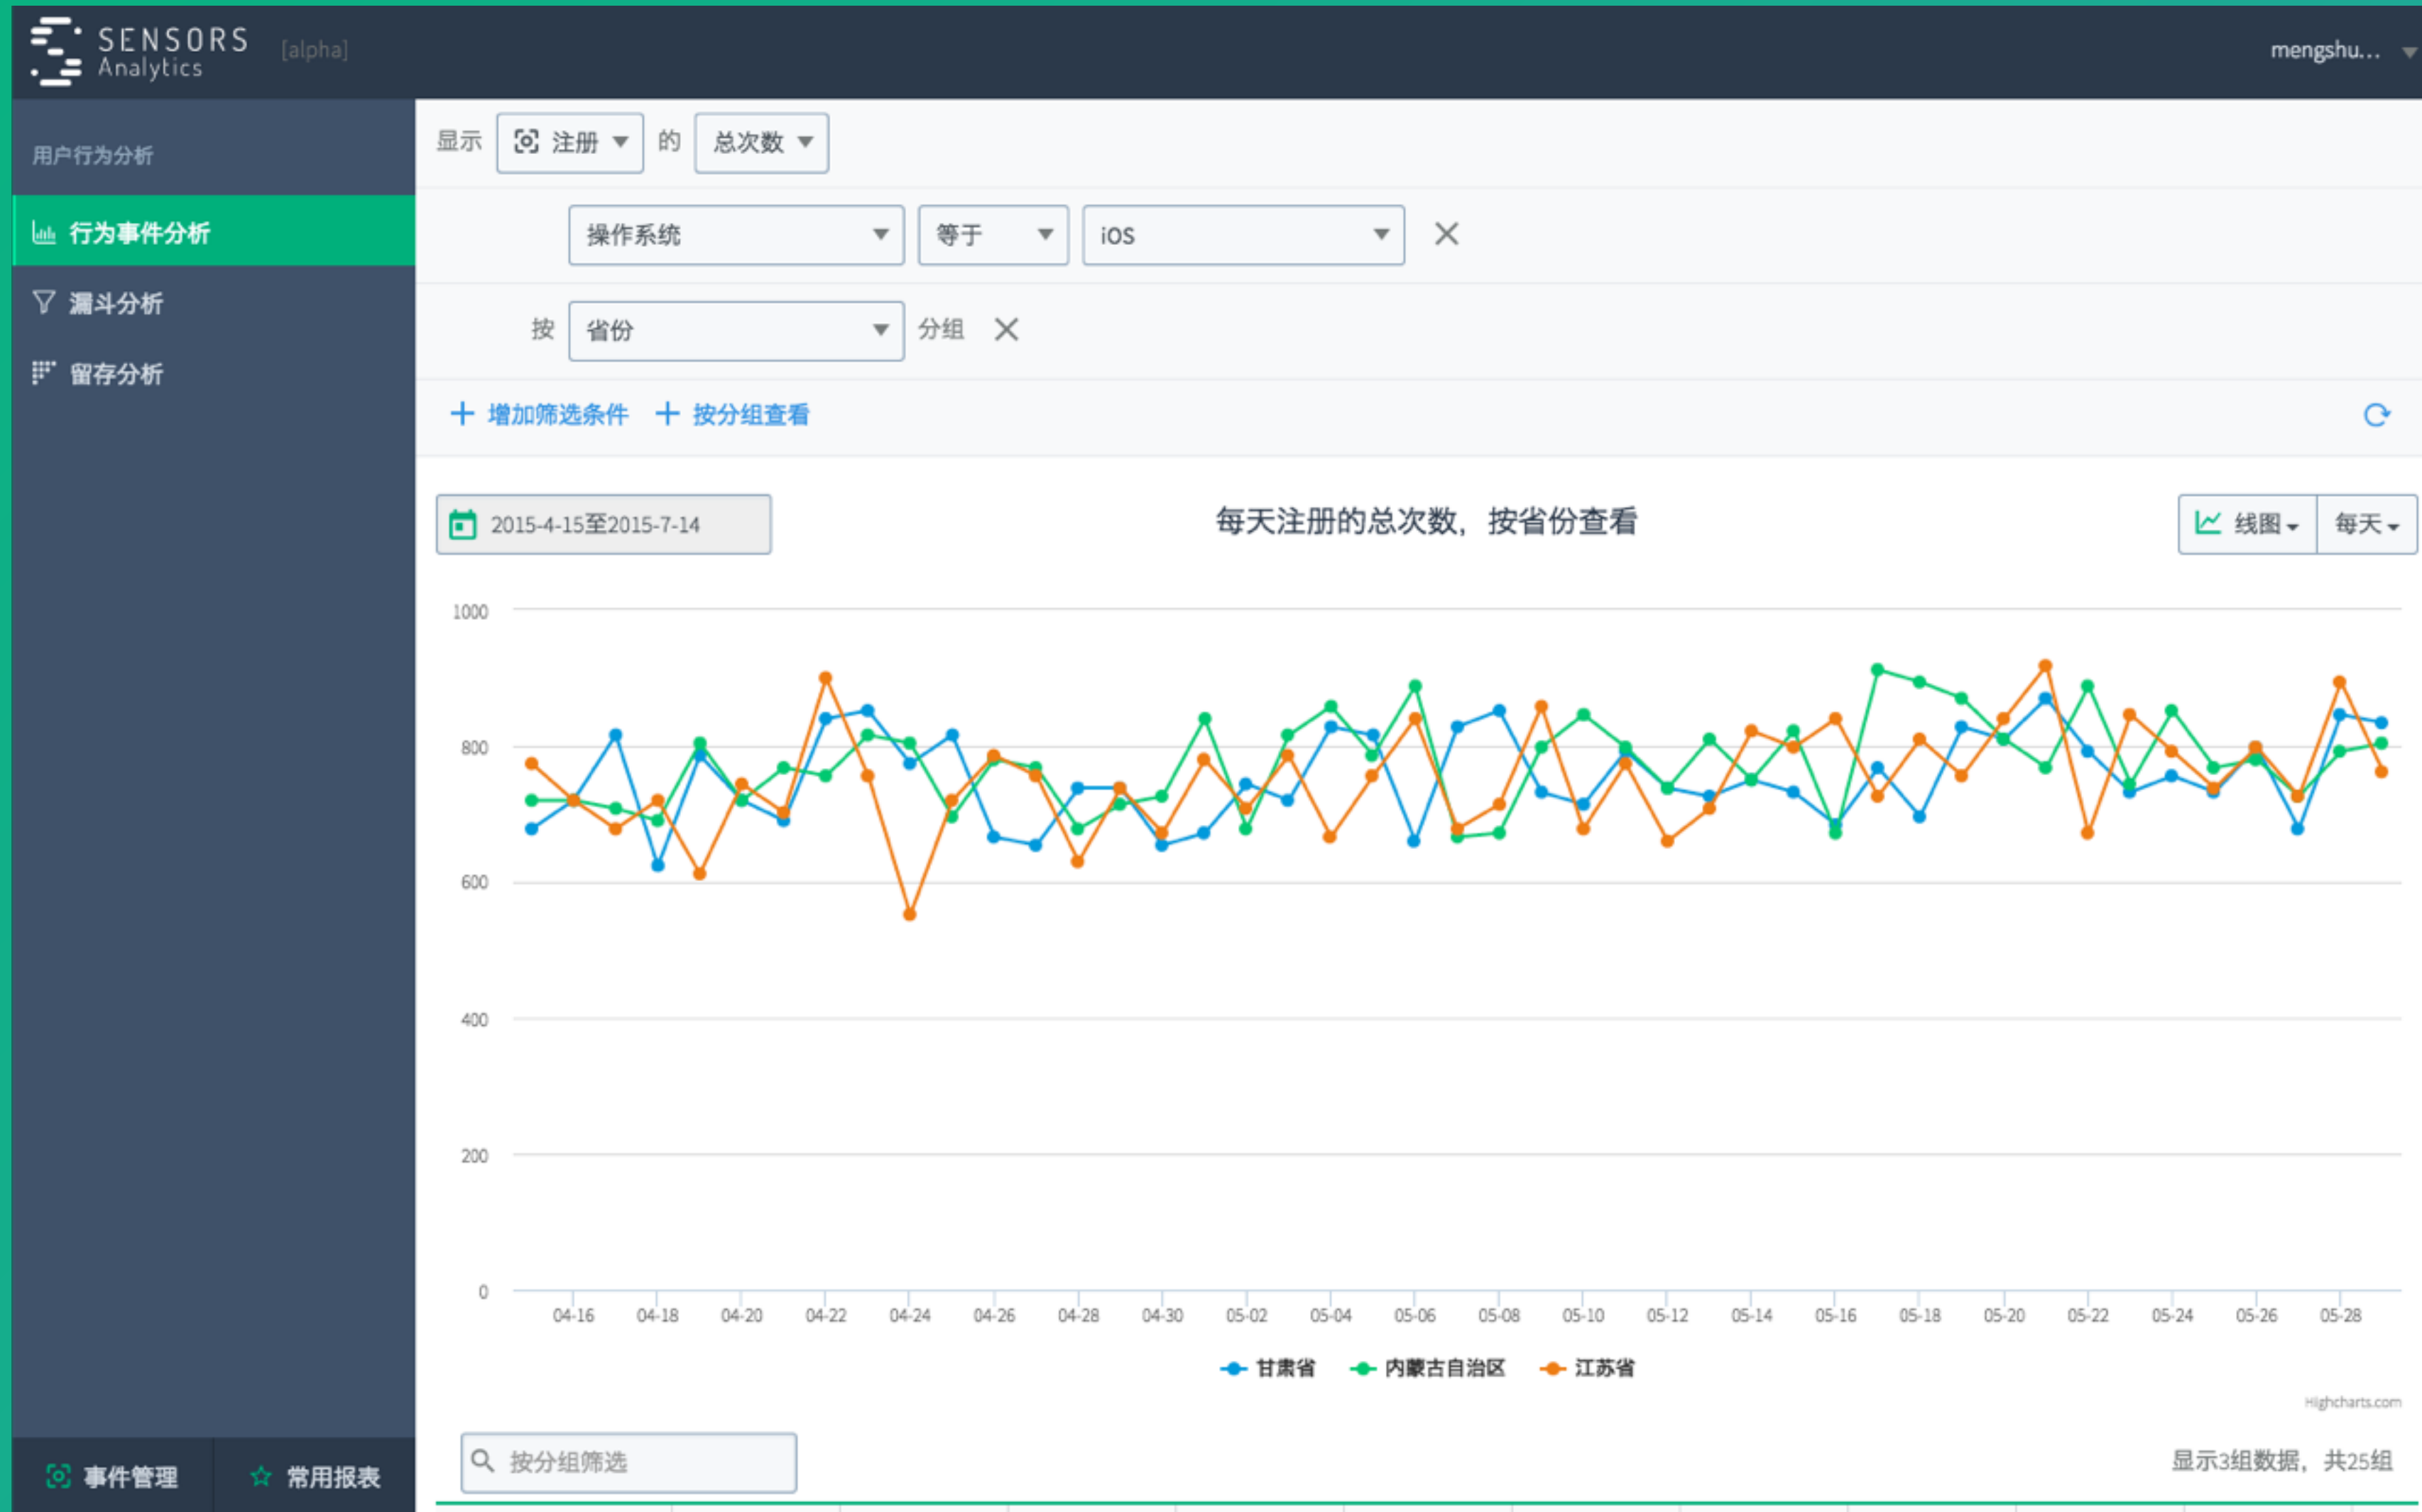 SENSORS
Analytics
[alpha]
mengshu...
用户行为分析
行为事件分析
漏斗分析
留存分析
显示 注册 的 总次数
操作系统 等于 iOS
按 省份 分组
增加筛选条件 按分组查看
2015-4-15至2015-7-14
每天注册的总次数，按省份查看
线图 每天
1000
800
600
400
200
0
04-16 04-18 04-20 04-22 04-24 04-26 04-28 04-30 05-02 05-04 05-06 05-08 05-10 05-12 05-14 05-16 05-18 05-20 05-22 05-24 05-26 05-28
甘肃省 内蒙古自治区 江苏省
Highcharts.com
按分组筛选
显示3组数据，共25组
事件管理 常用报表